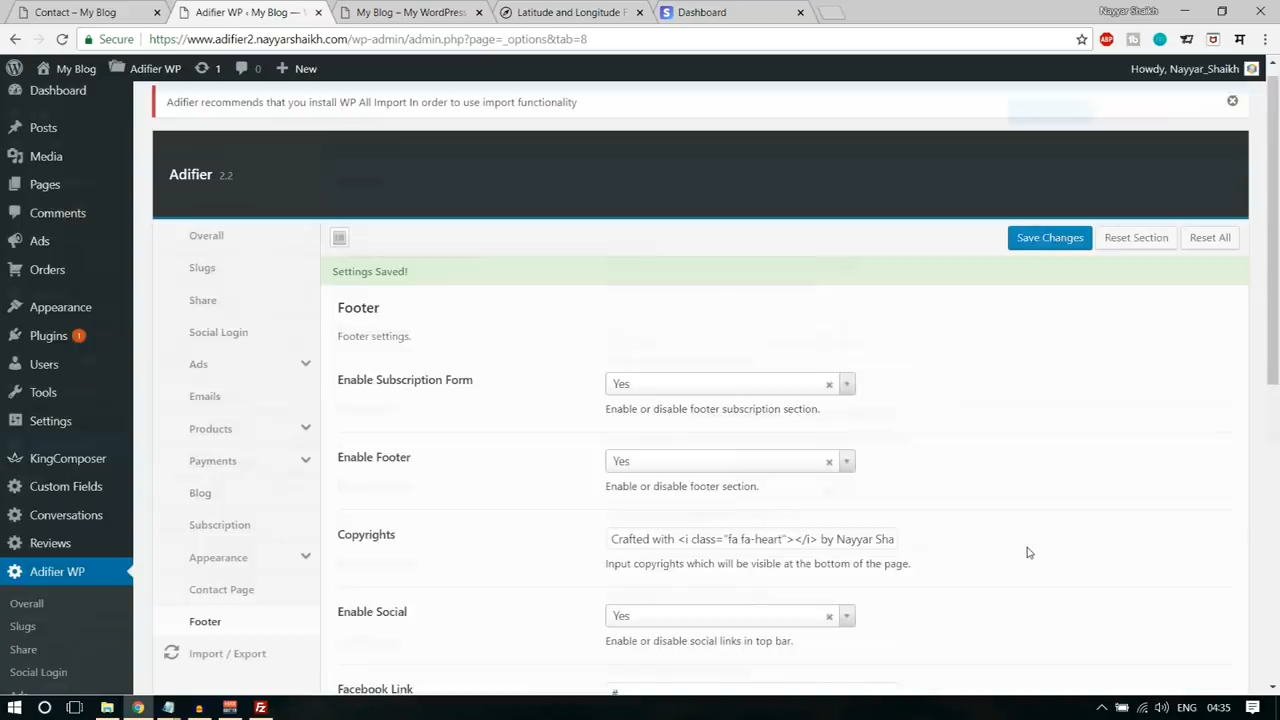 Contact – My Blog
Adifier WP ‹ My Blog —
My Blog – My WordPress
Latitude and Longitude F
Dashboard
Nayyar Shaikh
Secure
https://www.adifier2.nayyarshaikh.com/wp-admin/admin.php?page=_options&tab=8
My Blog
Adifier WP
1
0
New
Howdy, Nayyar_Shaikh
Dashboard
Posts
Media
Pages
Comments
Ads
Orders
Appearance
Plugins 1
Users
Tools
Settings
KingComposer
Custom Fields
Conversations
Reviews
Adifier WP
Overall
Slugs
Share
Social Login
Adifier recommends that you install WP All Import In order to use import functionality
Adifier 2.2
Overall
Slugs
Share
Social Login
Ads
Emails
Products
Payments
Blog
Subscription
Appearance
Contact Page
Footer
Import / Export
Save Changes
Reset Section
Reset All
Settings Saved!
Footer
Footer settings.
Enable Subscription Form
Yes
Enable or disable footer subscription section.
Enable Footer
Yes
Enable or disable footer section.
Copyrights
Crafted with <i class="fa fa-heart"></i> by Nayyar Sha
Input copyrights which will be visible at the bottom of the page.
Enable Social
Yes
Enable or disable social links in top bar.
Facebook Link
#
ENG
04:35